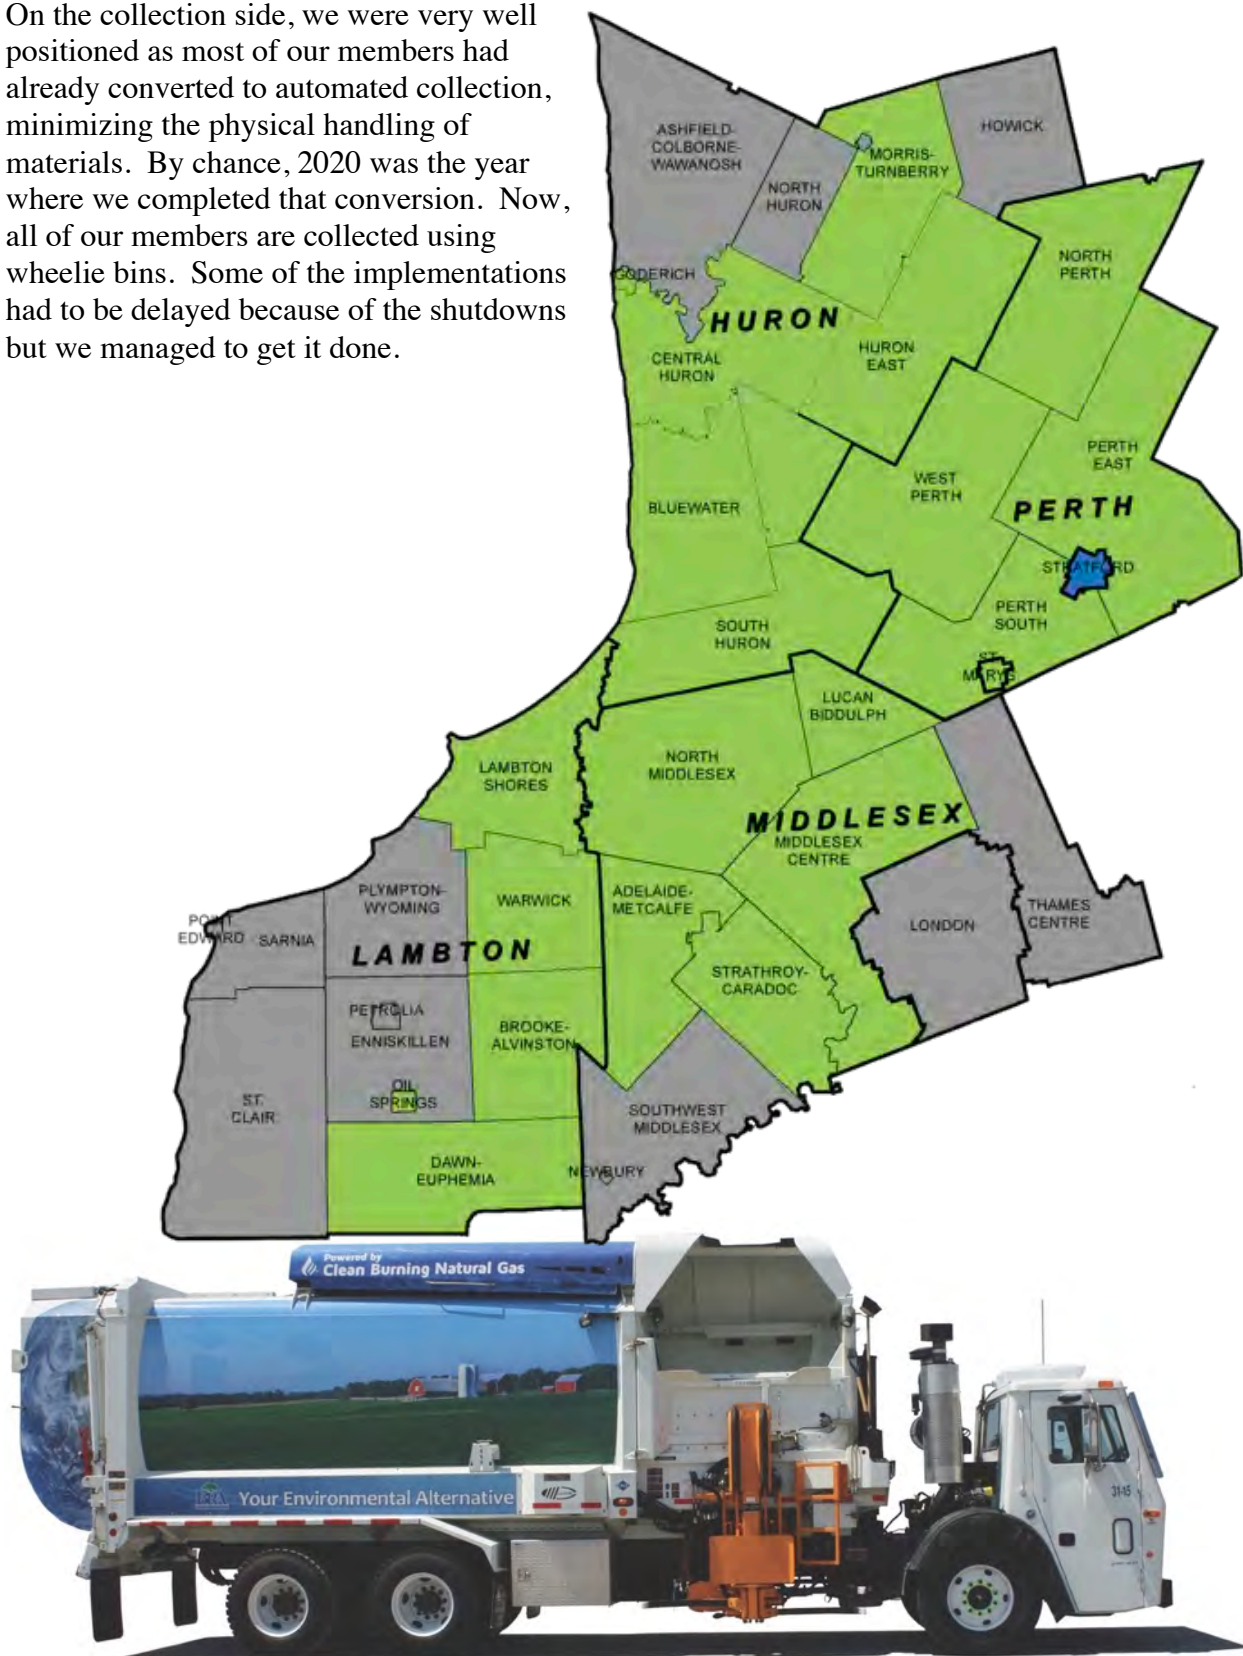 On the collection side, we were very well
positioned as most of our members had
already converted to automated collection,
minimizing the physical handling of
materials.  By chance, 2020 was the year
where we completed that conversion.  Now,
all of our members are collected using
wheelie bins.  Some of the implementations
had to be delayed because of the shutdowns
but we managed to get it done.
ASHFIELD-
COLBORNE-
WAWANOSH
HOWICK
MORRIS-
TURNBERRY
NORTH
HURON
NORTH
PERTH
GODERICH
HURON
CENTRAL
HURON
HURON
EAST
PERTH
EAST
WEST
PERTH
BLUEWATER
PERTH
STRATFORD
PERTH
SOUTH
SOUTH
HURON
ST.
MARYS
LUCAN
BIDDULPH
NORTH
MIDDLESEX
LAMBTON
SHORES
MIDDLESEX
MIDDLESEX
CENTRE
PLYMPTON-
WYOMING
WARWICK
ADELAIDE-
METCALFE
POINT
EDWARD
SARNIA
LONDON
THAMES
CENTRE
LAMBTON
STRATHROY-
CARADOC
PETROLIA
ENNISKILLEN
BROOKE-
ALVINSTON
OIL
SPRINGS
ST.
CLAIR
SOUTHWEST
MIDDLESEX
DAWN-
EUPHEMIA
NEWBURY
Powered by
Clean Burning Natural Gas
Your Environmental Alternative
31-15